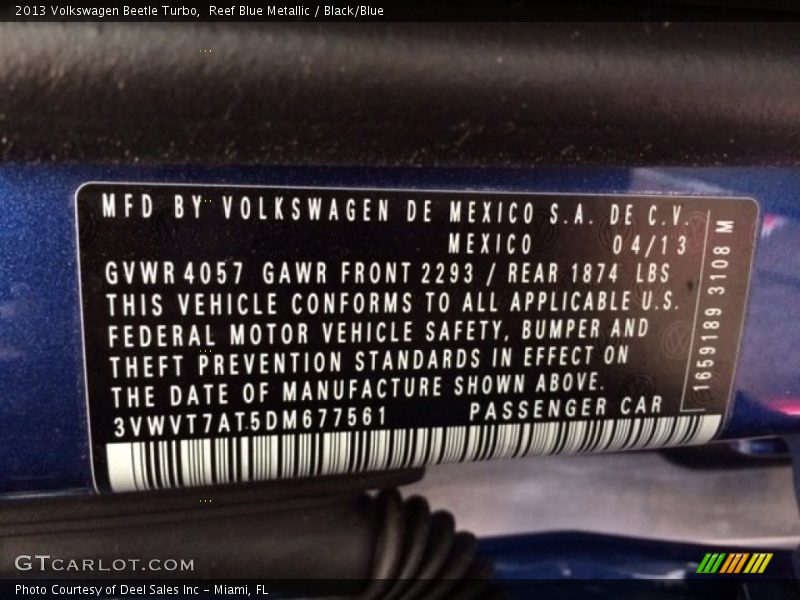 2013 Volkswagen Beetle Turbo,  Reef Blue Metallic / Black/Blue
MFD BY VOLKSWAGEN DE MEXICO S.A. DE C.V.
MEXICO 04/13
GVWR 4057 GAWR FRONT 2293 / REAR 1874 LBS
THIS VEHICLE CONFORMS TO ALL APPLICABLE U.S.
FEDERAL MOTOR VEHICLE SAFETY, BUMPER AND
THEFT PREVENTION STANDARDS IN EFFECT ON
THE DATE OF MANUFACTURE SHOWN ABOVE.
3VWVT7AT5DM677561 PASSENGER CAR
1659189 3108 M
GTCARLOT.COM
Photo Courtesy of Deel Sales Inc – Miami, FL